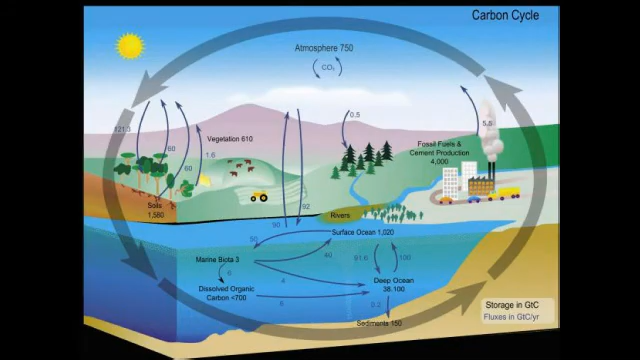 Carbon Cycle
Atmosphere 750
CO₂
0.5
5.5
121.3
Vegetation 610
60
1.6
60
Fossil Fuels &
Cement Production
4,000
Soils
1,580
92
90
Rivers
Surface Ocean 1,020
50
40
91.6
100
Marine Biota 3
6
4
Deep Ocean
38,100
Dissolved Organic
Carbon <700
6
0.2
Sediments 150
Storage in GtC
Fluxes in GtC/yr